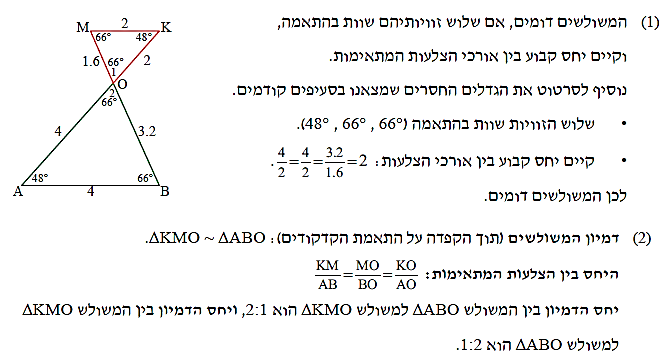 (1) המשולשים דומים, אם שלוש זוויותיהם שוות בהתאמה,
וקיים יחס קבוע בין אורכי הצלעות המתאימות.
נוסיף לסרטוט את הגדלים החסרים שמצאנו בסעיפים קודמים.
• שלוש הזוויות שוות בהתאמה (66° , 66° , 48°).
• קיים יחס קבוע בין אורכי הצלעות: 4/2 = 4/2 = 3.2/1.6 = 2 .
לכן המשולשים דומים.
M 2 K
66° 48°
1.6 66° 2
1
O
2
66°
4 3.2
48° 66°
A 4 B
(2) דמיון המשולשים (תוך הקפדה על התאמת הקדקודים): ΔKMO ~ ΔABO.
היחס בין הצלעות המתאימות: KM/AB = MO/BO = KO/AO
יחס הדמיון בין המשולש ΔABO למשולש ΔKMO הוא 2:1, ויחס הדמיון בין המשולש ΔKMO
למשולש ΔABO הוא 1:2.